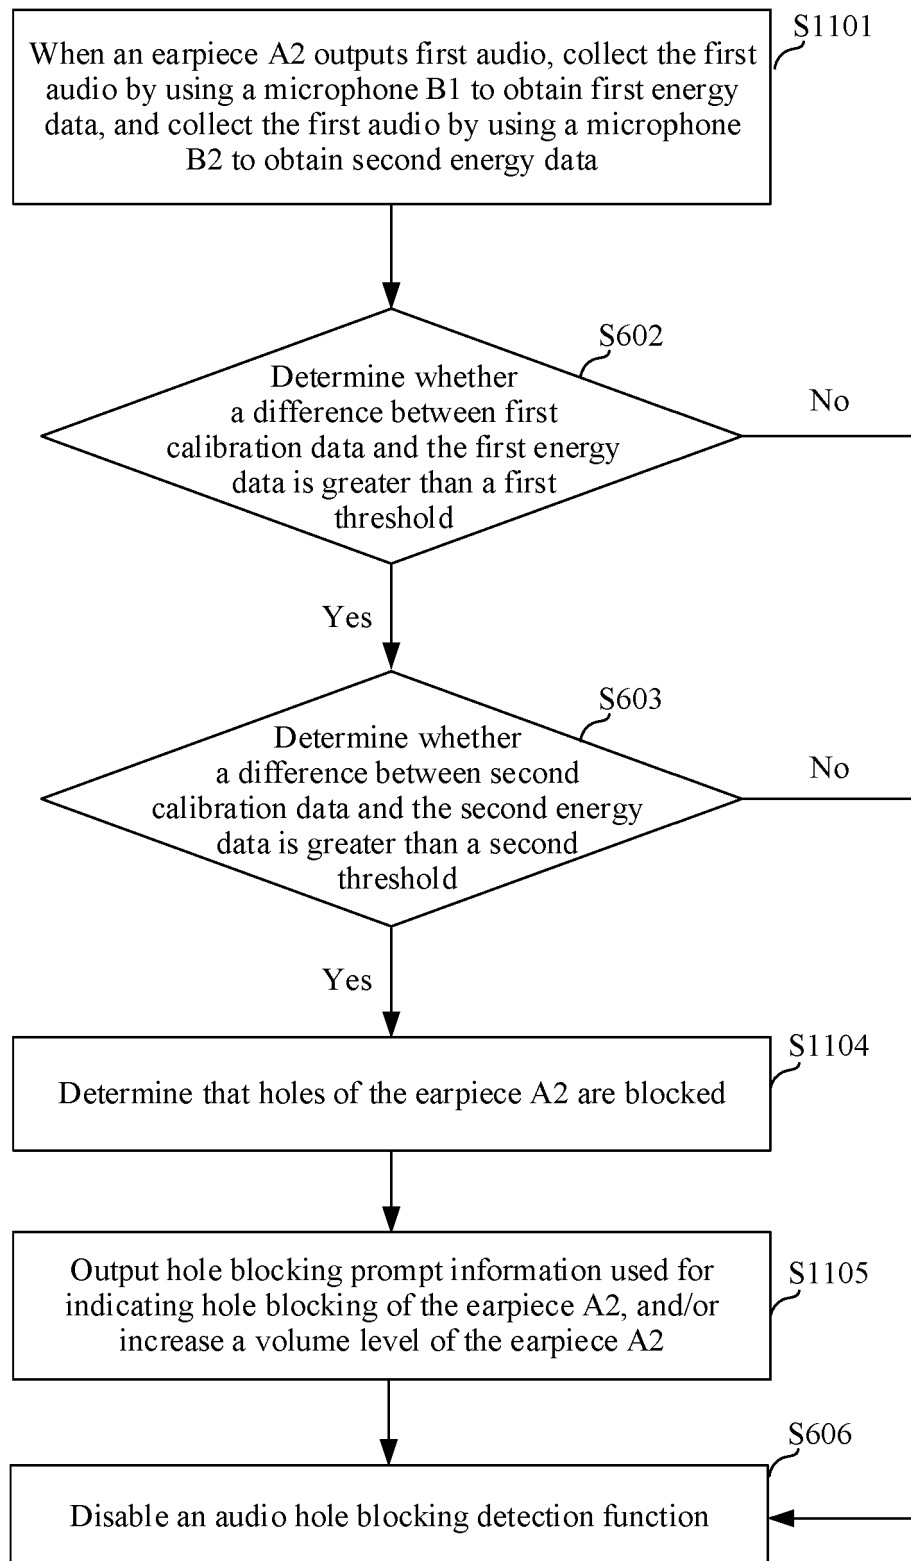 S1101
When an earpiece A2 outputs first audio, collect the first
audio by using a microphone B1 to obtain first energy
data, and collect the first audio by using a microphone
B2 to obtain second energy data
S602
Determine whether
a difference between first
calibration data and the first energy
data is greater than a first
threshold
No
Yes
S603
Determine whether
a difference between second
calibration data and the second energy
data is greater than a second
threshold
No
Yes
S1104
Determine that holes of the earpiece A2 are blocked
S1105
Output hole blocking prompt information used for
indicating hole blocking of the earpiece A2, and/or
increase a volume level of the earpiece A2
S606
Disable an audio hole blocking detection function